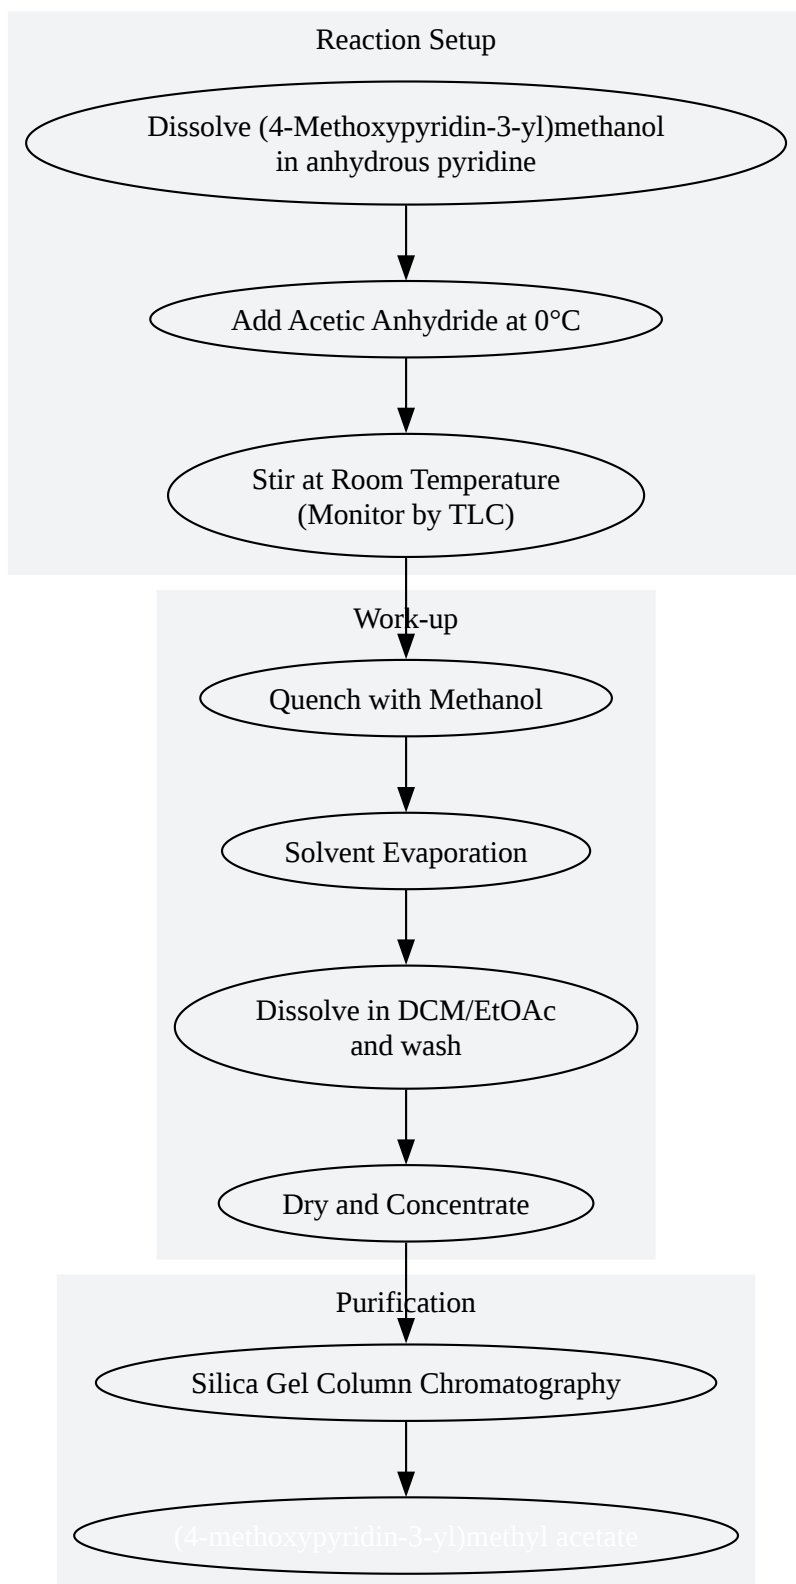 Reaction Setup
Dissolve (4-Methoxypyridin-3-yl)methanol
in anhydrous pyridine
Add Acetic Anhydride at 0°C
Stir at Room Temperature
(Monitor by TLC)
Work-up
Quench with Methanol
Solvent Evaporation
Dissolve in DCM/EtOAc
and wash
Dry and Concentrate
Purification
Silica Gel Column Chromatography
(4-methoxypyridin-3-yl)methyl acetate